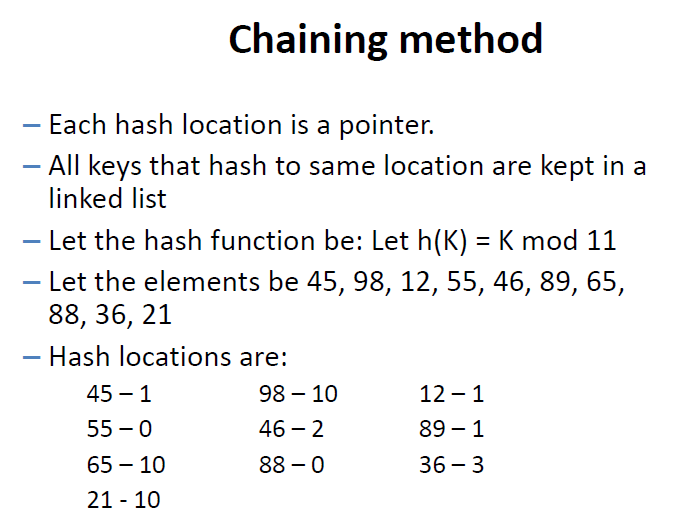 Chaining method
– Each hash location is a pointer.
– All keys that hash to same location are kept in a
linked list
– Let the hash function be: Let h(K) = K mod 11
– Let the elements be 45, 98, 12, 55, 46, 89, 65,
88, 36, 21
– Hash locations are:
45 – 1 98 – 10 12 – 1
55 – 0 46 – 2 89 – 1
65 – 10 88 – 0 36 – 3
21 - 10